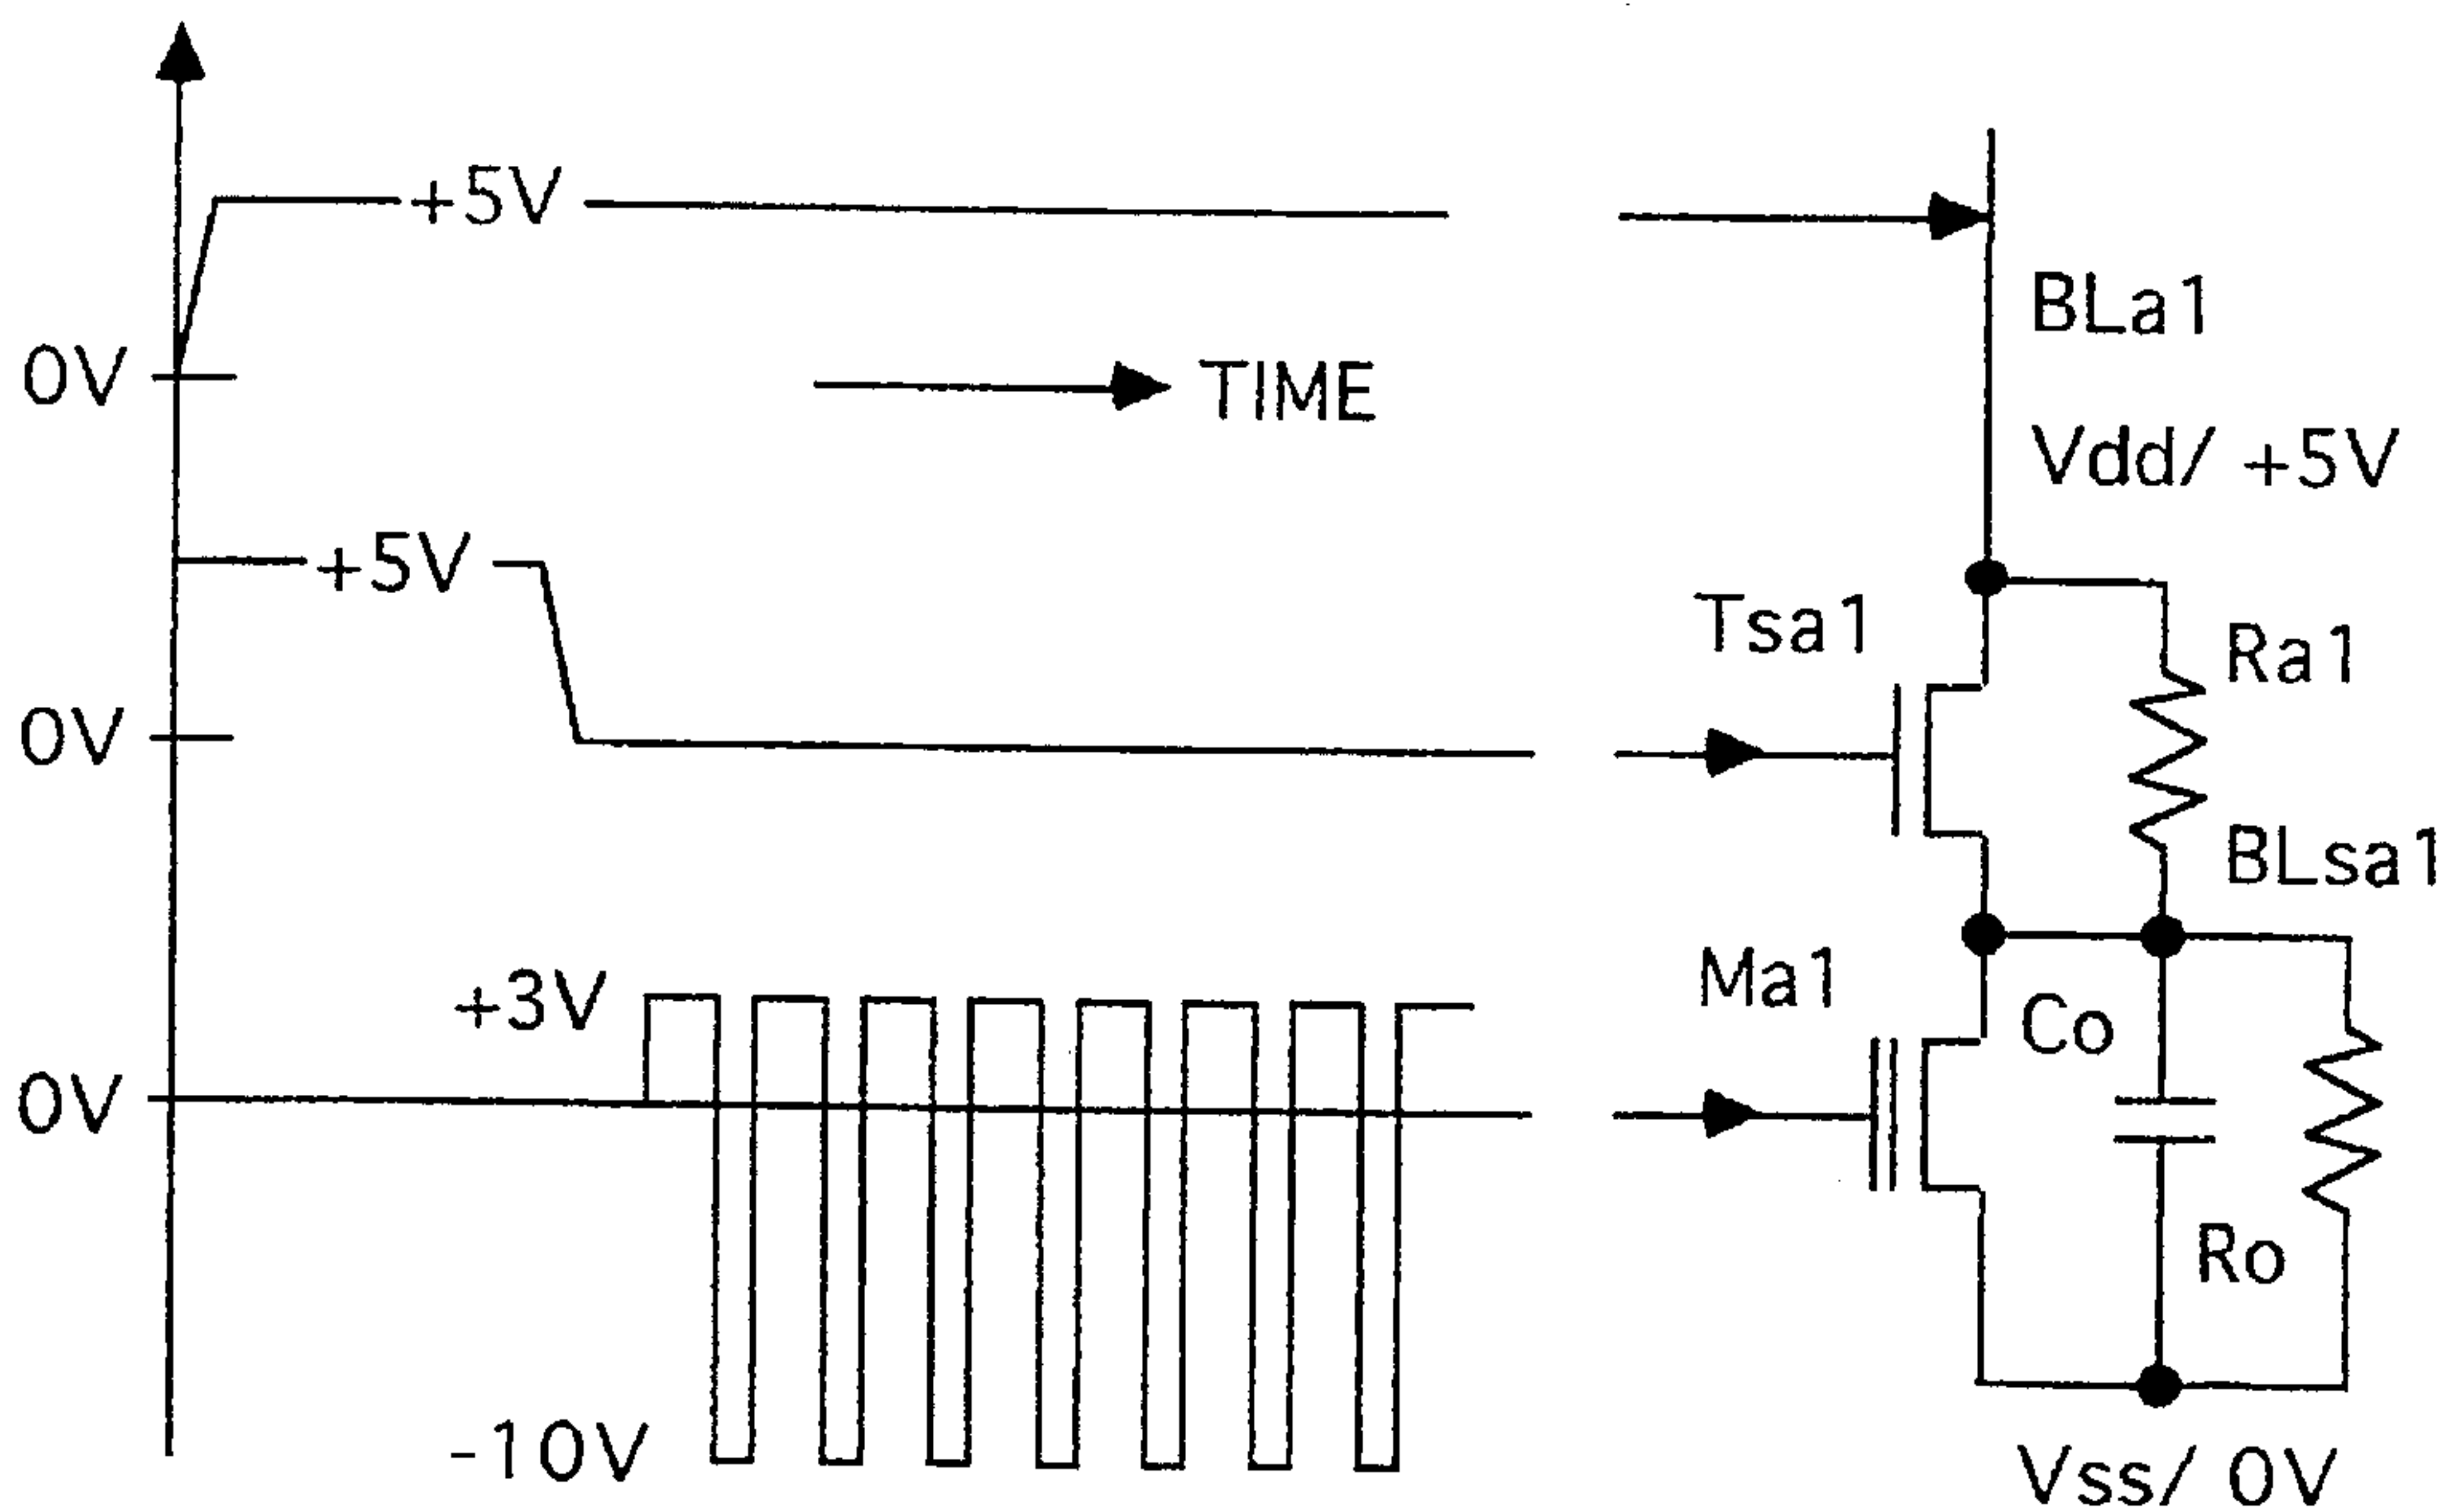 +5V
BLa1
0V
TIME
Vdd/ +5V
+5V
Tsa1
Ra1
0V
BLsa1
+3V
Ma1
Co
0V
Ro
-10V
Vss/ 0V